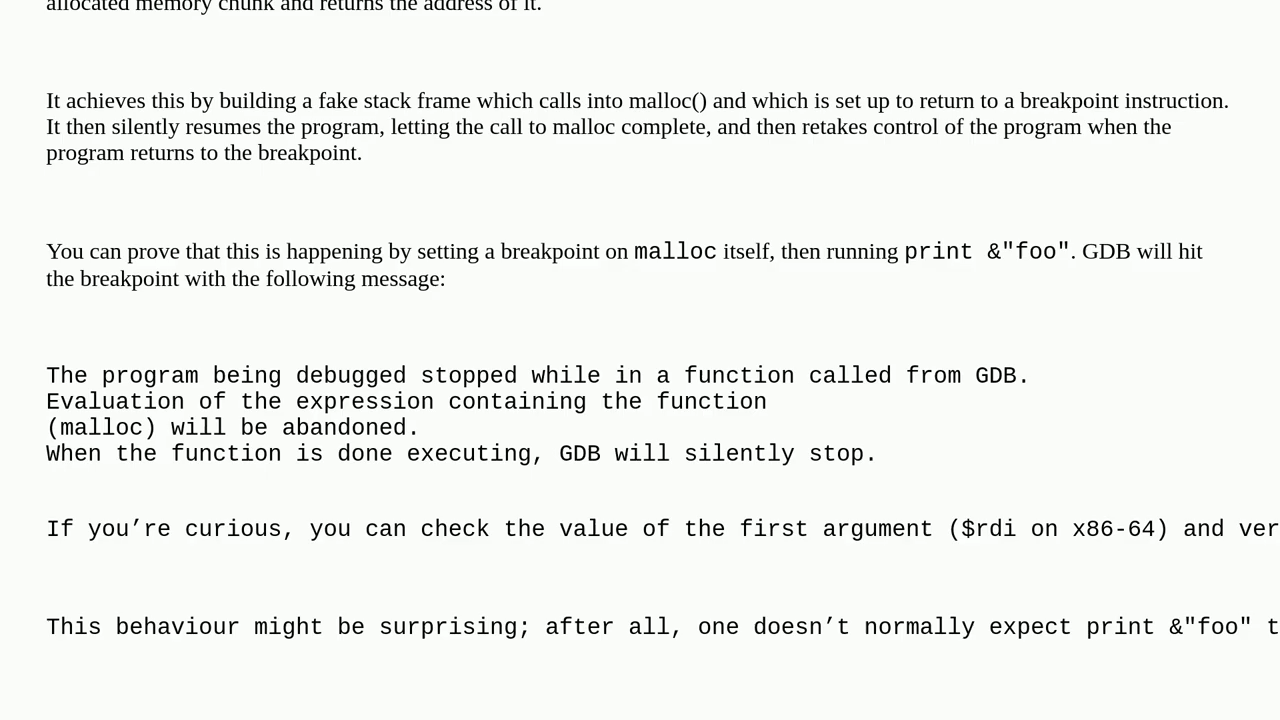 allocated memory chunk and returns the address of it.
It achieves this by building a fake stack frame which calls into malloc() and which is set up to return to a breakpoint instruction.
It then silently resumes the program, letting the call to malloc complete, and then retakes control of the program when the
program returns to the breakpoint.
You can prove that this is happening by setting a breakpoint on malloc itself, then running print &"foo". GDB will hit
the breakpoint with the following message:
The program being debugged stopped while in a function called from GDB.
Evaluation of the expression containing the function
(malloc) will be abandoned.
When the function is done executing, GDB will silently stop.
If you’re curious, you can check the value of the first argument ($rdi on x86-64) and ver
This behaviour might be surprising; after all, one doesn’t normally expect print &"foo" t